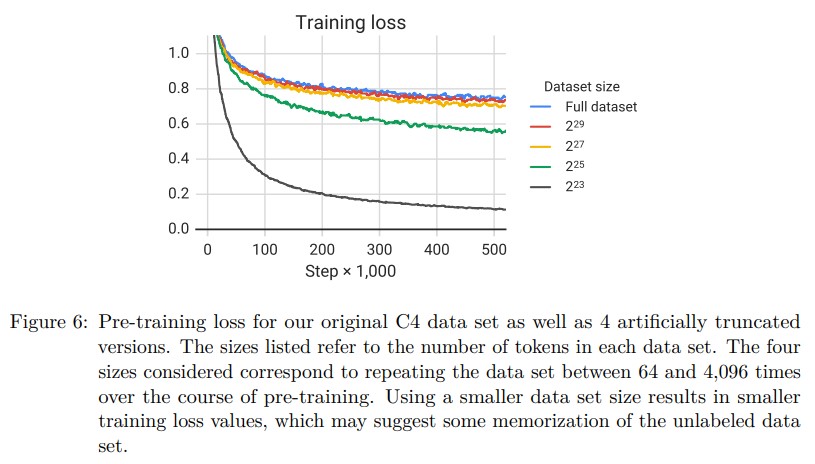 Training loss
1.0
0.8
0.6
0.4
0.2
0.0
0 100 200 300 400 500
Step × 1,000
Dataset size
Full dataset
2²⁹
2²⁷
2²⁵
2²³
Figure 6: Pre-training loss for our original C4 data set as well as 4 artificially truncated
versions. The sizes listed refer to the number of tokens in each data set. The four
sizes considered correspond to repeating the data set between 64 and 4,096 times
over the course of pre-training. Using a smaller data set size results in smaller
training loss values, which may suggest some memorization of the unlabeled data
set.